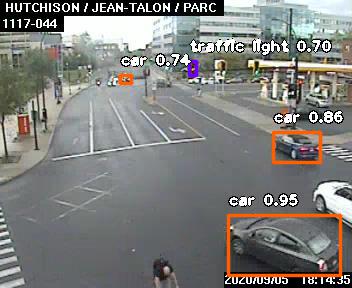 HUTCHISON / JEAN-TALON / PARC
1117-044
traffic light 0.70
car 0.74
car 0.86
car 0.95
2020/09/05 18:14:35